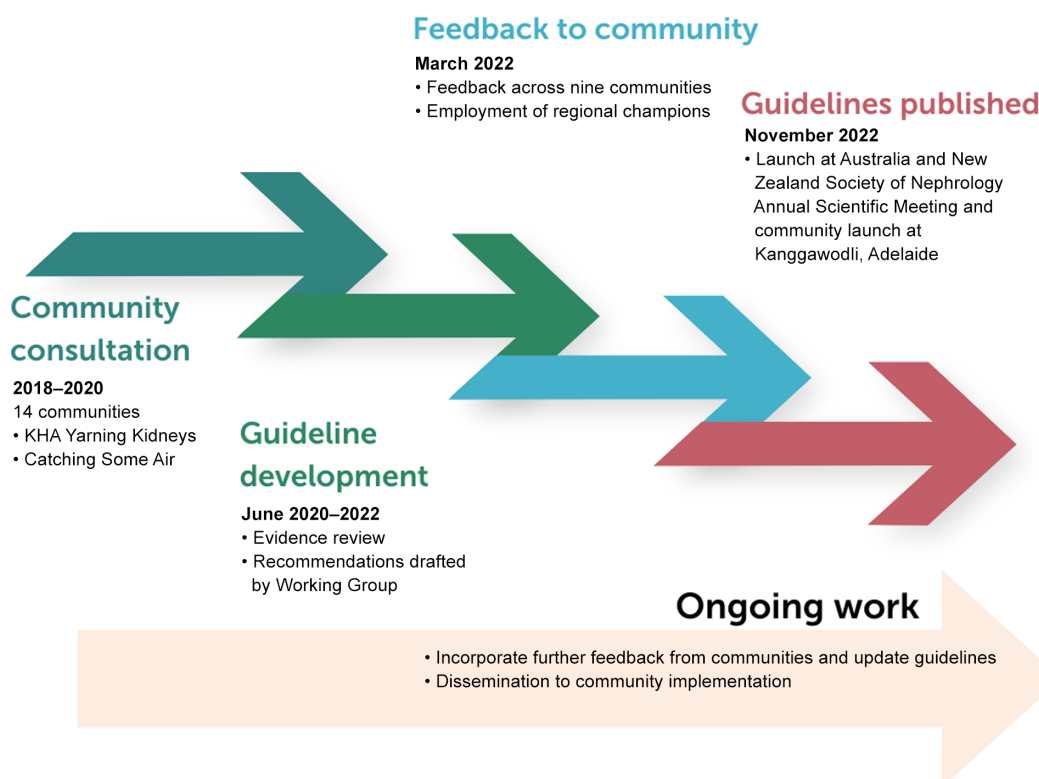 Feedback to community
March 2022
• Feedback across nine communities
• Employment of regional champions
Guidelines published
November 2022
• Launch at Australia and New
Zealand Society of Nephrology
Annual Scientific Meeting and
community launch at
Kanggawodli, Adelaide
Community
consultation
2018–2020
14 communities
• KHA Yarning Kidneys
• Catching Some Air
Guideline
development
June 2020–2022
• Evidence review
• Recommendations drafted
by Working Group
Ongoing work
• Incorporate further feedback from communities and update guidelines
• Dissemination to community implementation